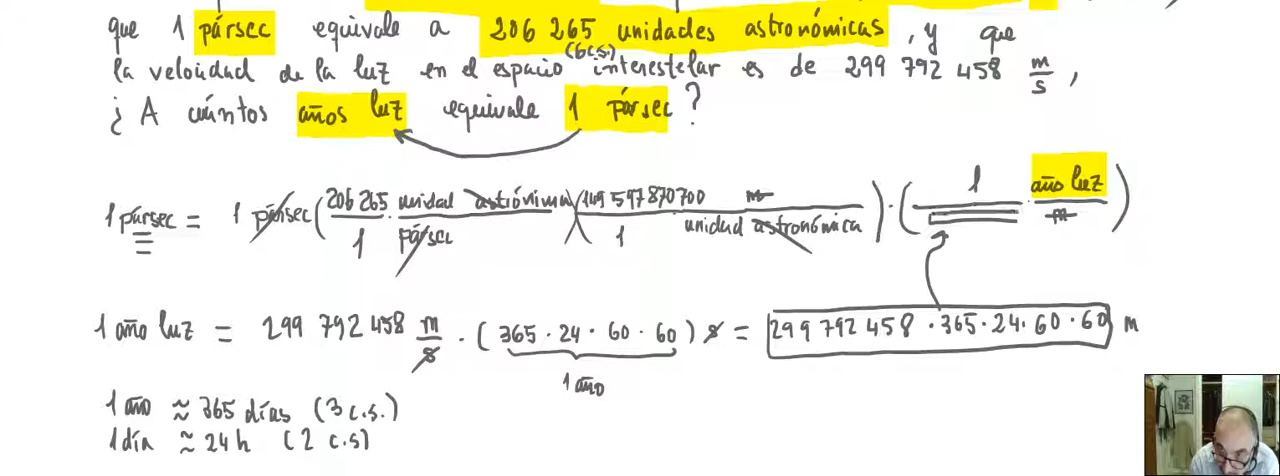 que 1 pársec equivale a 206 265 unidades astronómicas, y que
(6 c.s.)
la velocidad de la luz en el espacio interestelar es de 299 792 458 m/s,
¿A cuántos años luz equivale 1 pársec?
1 pársec = 1 pársec (206 265 unidad astronómica / 1 pársec)(149 597 870 700 m / 1 unidad astronómica) · (1 año luz / m)
1 año luz = 299 792 458 m/s · (365 · 24 · 60 · 60) s = 299 792 458 · 365 · 24 · 60 · 60 m
1 año
1 año ≈ 365 días (3 c.s.)
1 día ≈ 24 h (2 c.s)